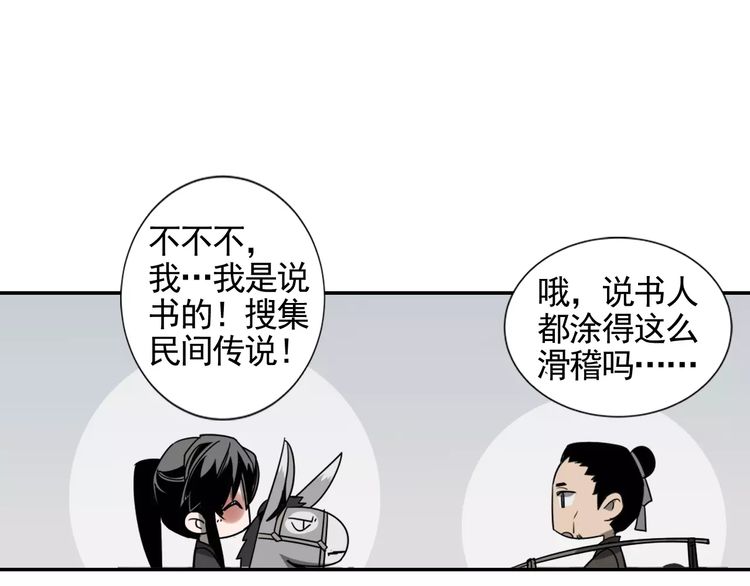 不不不，
我…我是说
书的！搜集
民间传说！
哦，说书人
都涂得这么
滑稽吗……